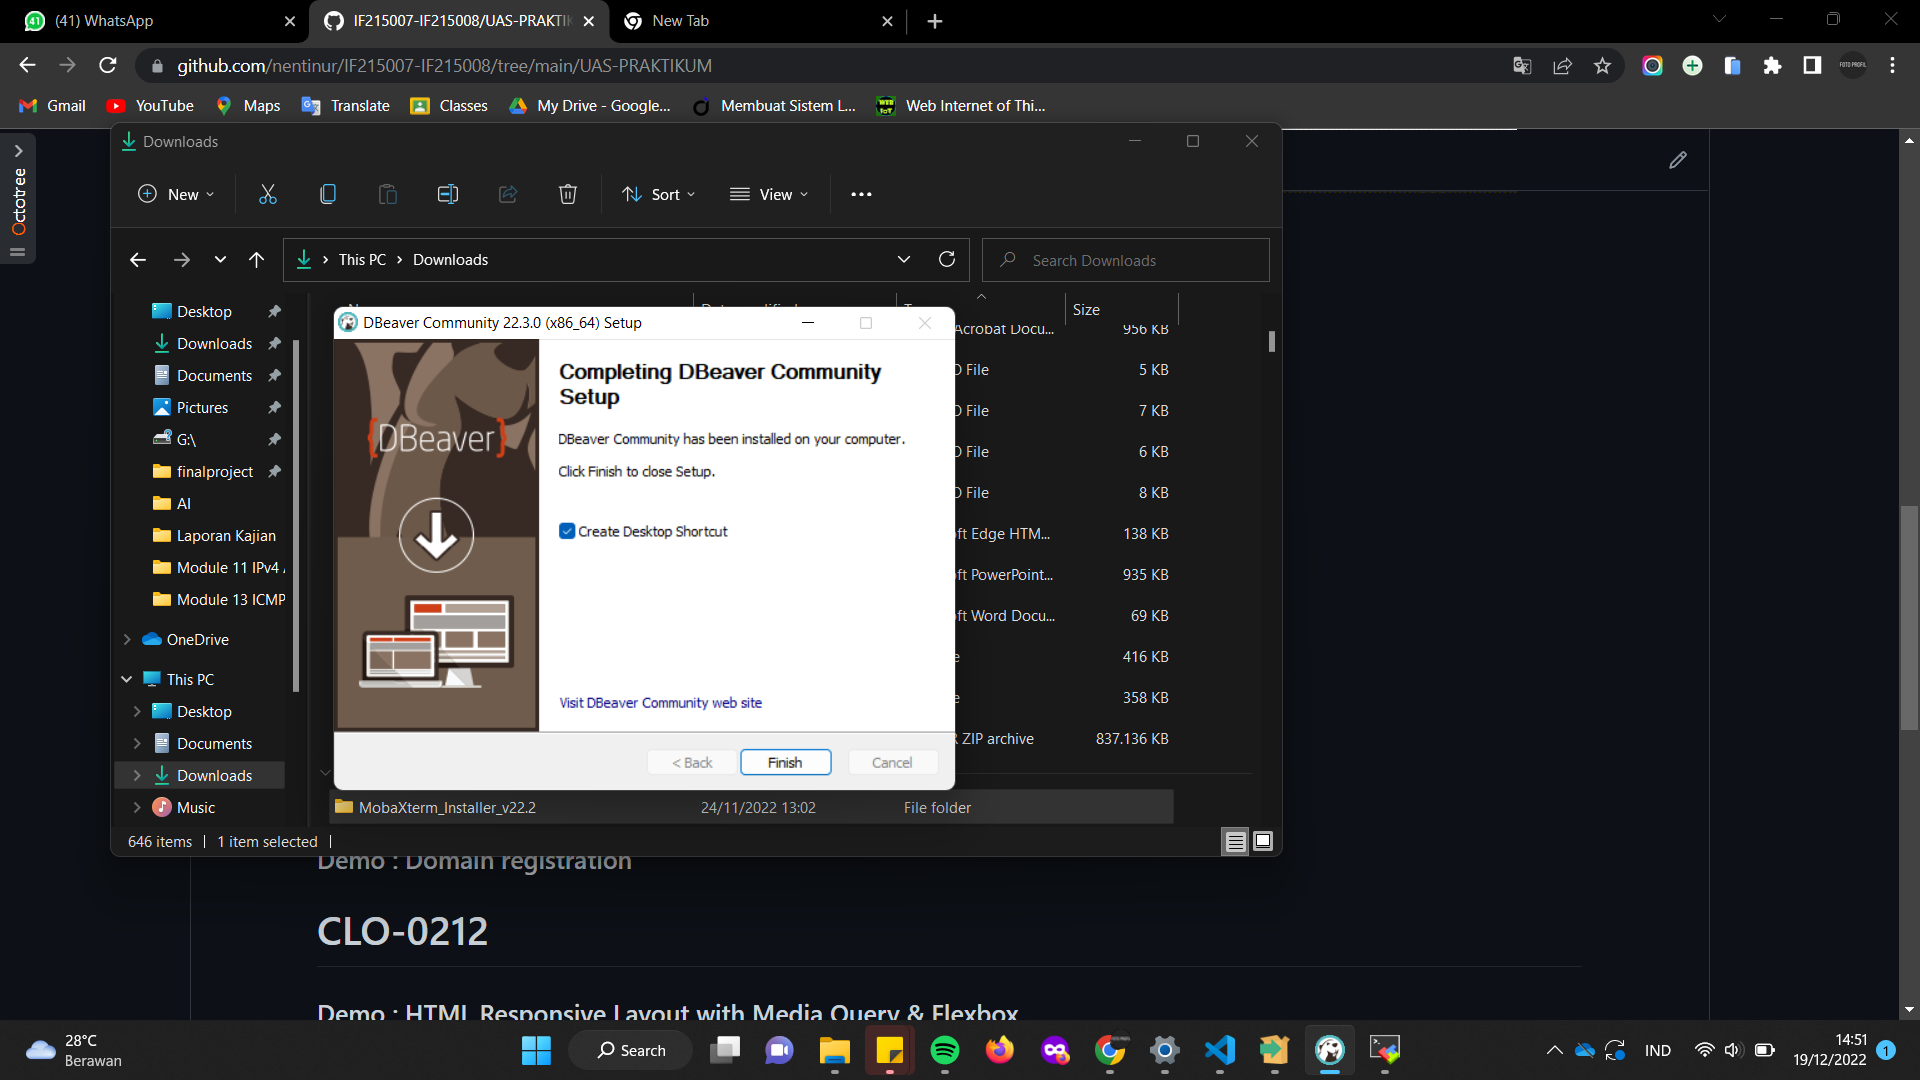 (41) WhatsApp
IF215007-IF215008/UAS-PRAKTIK
New Tab
github.com/nentinur/IF215007-IF215008/tree/main/UAS-PRAKTIKUM
Gmail
YouTube
Maps
Translate
Classes
My Drive - Google...
Membuat Sistem L...
Web Internet of Thi...
Octotree
Downloads
New
Sort
View
This PC
Downloads
Search Downloads
Size
Desktop
Downloads
Documents
Pictures
G:\
finalproject
AI
Laporan Kajian
Module 11 IPv4
Module 13 ICMP
OneDrive
This PC
Desktop
Documents
Downloads
Music
DBeaver Community 22.3.0 (x86_64) Setup
{DBeaver}
Completing DBeaver Community
Setup
DBeaver Community has been installed on your computer.
Click Finish to close Setup.
Create Desktop Shortcut
Visit DBeaver Community web site
< Back
Finish
Cancel
Acrobat Docu... 956 KB
File 5 KB
File 7 KB
File 6 KB
File 8 KB
ft Edge HTM... 138 KB
ft PowerPoint... 935 KB
ft Word Docu... 69 KB
e 416 KB
e 358 KB
ZIP archive 837.136 KB
MobaXterm_Installer_v22.2 24/11/2022 13:02 File folder
646 items
1 item selected
Demo : Domain registration
CLO-0212
Demo : HTML Responsive Layout with Media Query & Flexbox
28°C
Berawan
Search
IND
14:51
19/12/2022
1